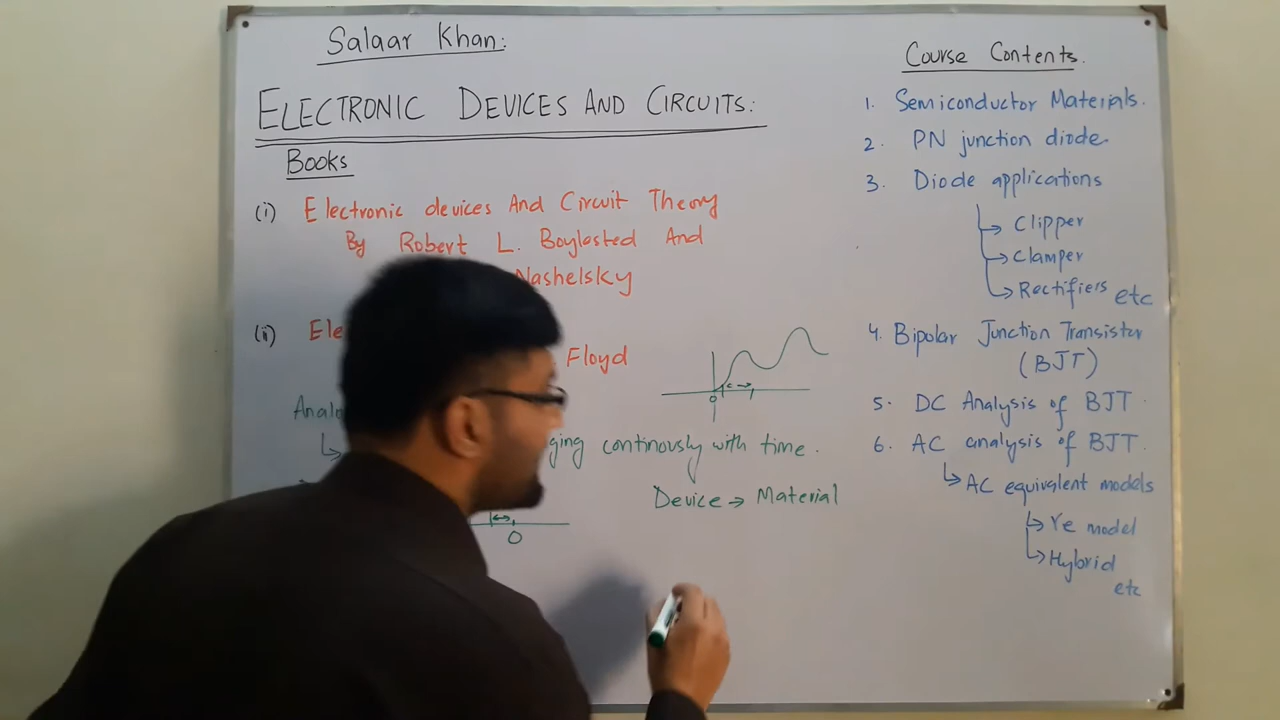 Salaar Khan:
ELECTRONIC DEVICES AND CIRCUITS:
Books
(i) Electronic devices And Circuit Theory
By Robert L. Boylasted And
Nashelsky
(ii) Ele
Floyd
Analo
ging continously with time.
0
Device → Material
0
Course Contents.
1. Semiconductor Materials.
2. PN junction diode.
3. Diode applications
→ Clipper
→ Clamper
→ Rectifiers etc
4. Bipolar Junction Transister
(BJT)
5. DC Analysis of BJT.
6. AC analysis of BJT.
→ AC equivalent models
→ re model
→ Hybrid
etc